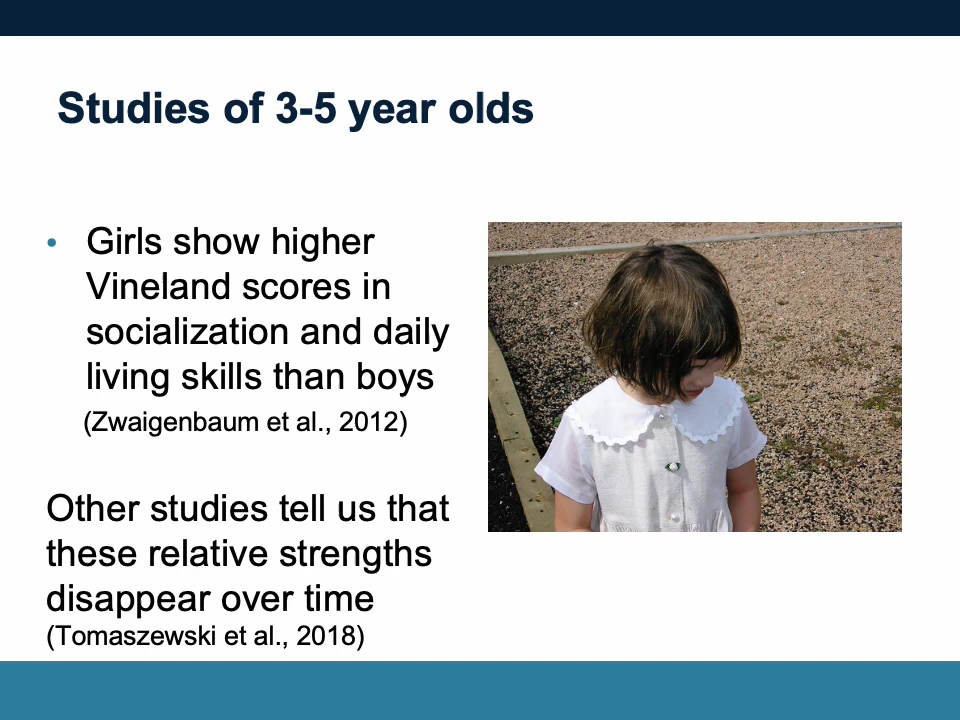 Studies of 3-5 year olds
• Girls show higher
Vineland scores in
socialization and daily
living skills than boys
(Zwaigenbaum et al., 2012)
Other studies tell us that
these relative strengths
disappear over time
(Tomaszewski et al., 2018)